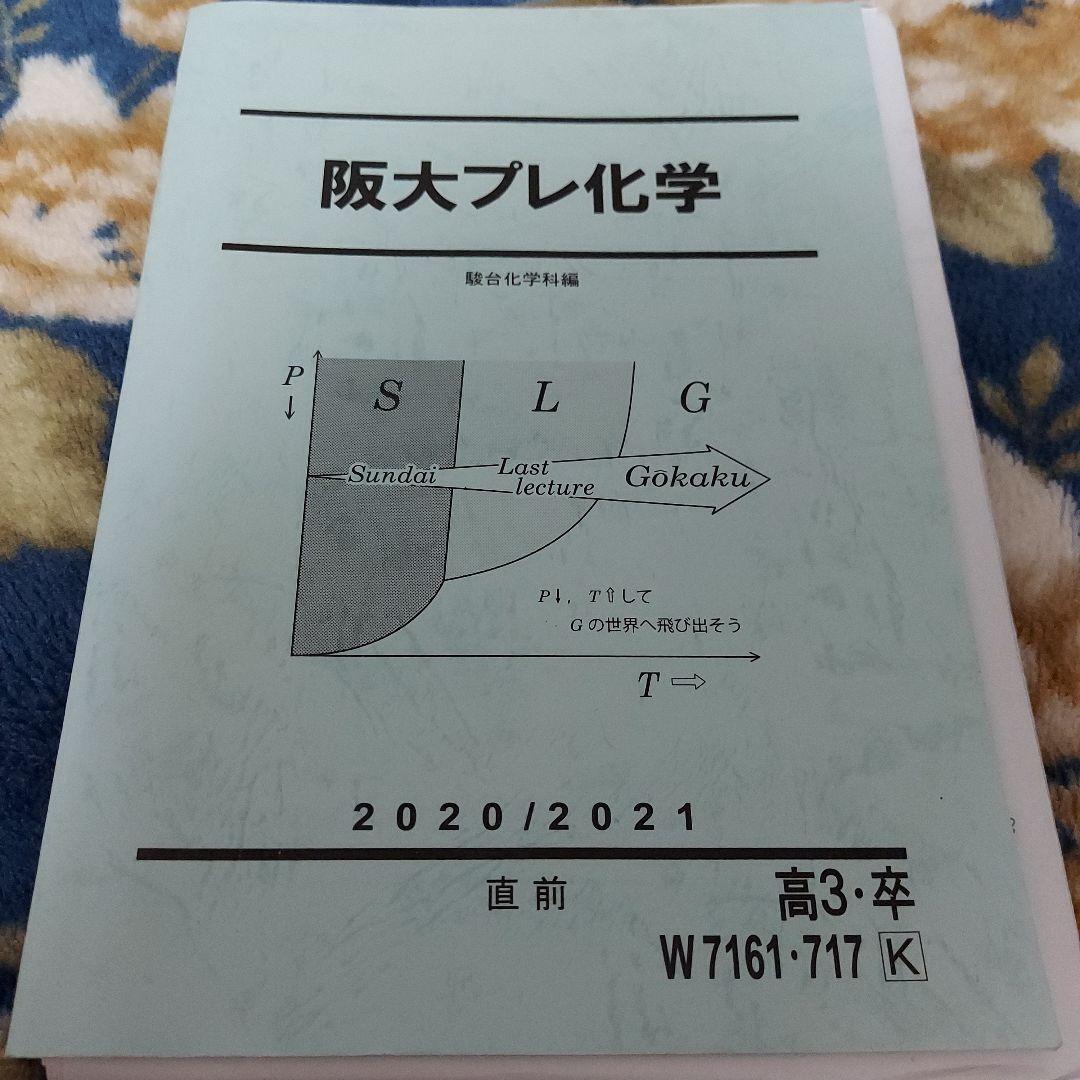 阪大プレ化学
駿台化学科編
P
↓
S L G
Sundai Last lecture Gōkaku
P↓, T⇧して
Gの世界へ飛び出そう
T ⇨
2020/2021
直前
高3・卒
W7161・717 K